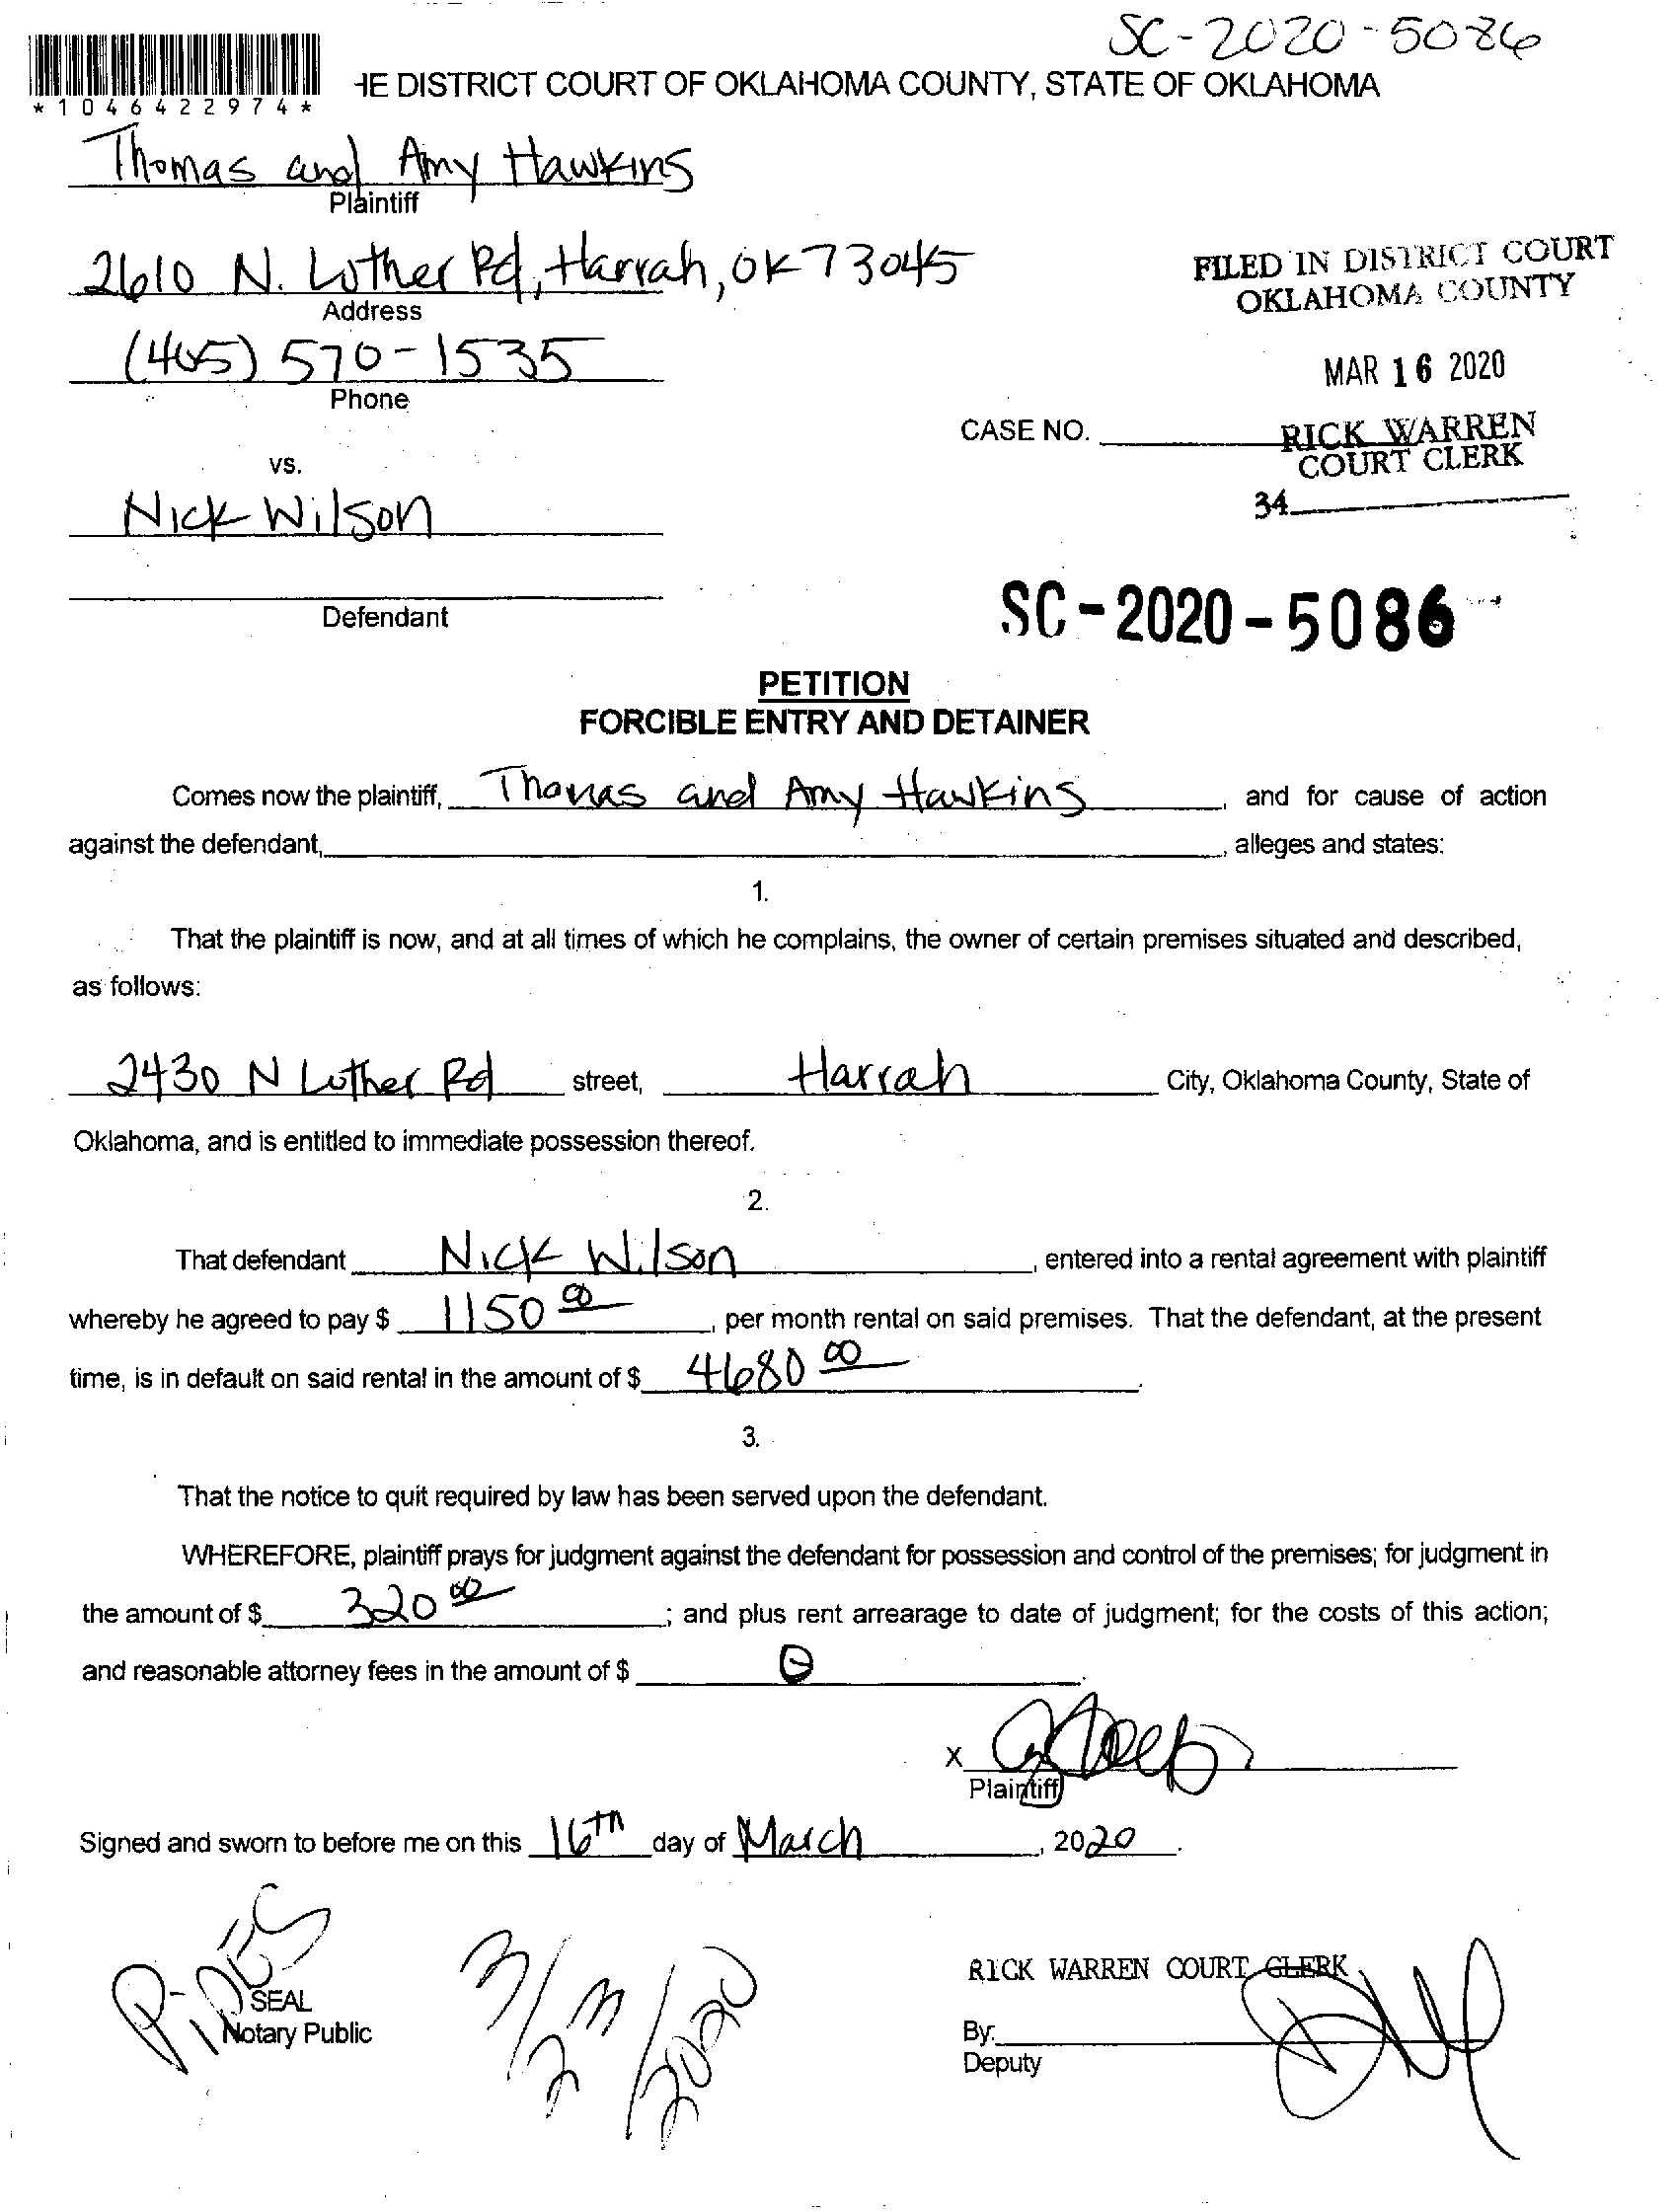 SC-2020-5086
*1046422974*
HE DISTRICT COURT OF OKLAHOMA COUNTY, STATE OF OKLAHOMA
Thomas and Amy Hawkins
Plaintiff
2610 N. Luther Rd, Harrah, OK 73045
Address
FILED IN DISTRICT COURT
OKLAHOMA COUNTY
(405) 570-1535
Phone
MAR 16 2020
CASE NO.
RICK WARREN
COURT CLERK
vs.
34
Nick Wilson
Defendant
SC-2020-5086
PETITION
FORCIBLE ENTRY AND DETAINER
Comes now the plaintiff, Thomas and Amy Hawkins, and for cause of action
against the defendant, , alleges and states:
1.
That the plaintiff is now, and at all times of which he complains, the owner of certain premises situated and described,
as follows:
2430 N Luther Rd street, Harrah City, Oklahoma County, State of
Oklahoma, and is entitled to immediate possession thereof.
2.
That defendant Nick Wilson, entered into a rental agreement with plaintiff
whereby he agreed to pay $ 1150 00, per month rental on said premises. That the defendant, at the present
time, is in default on said rental in the amount of $ 4680 00.
3.
That the notice to quit required by law has been served upon the defendant.
WHEREFORE, plaintiff prays for judgment against the defendant for possession and control of the premises; for judgment in
the amount of $ 320 00; and plus rent arrearage to date of judgment; for the costs of this action;
and reasonable attorney fees in the amount of $ 0.
X
Plaintiff
Signed and sworn to before me on this 16th day of March, 2020.
SEAL
Notary Public
3/23/2020
RICK WARREN COURT CLERK
By:
Deputy